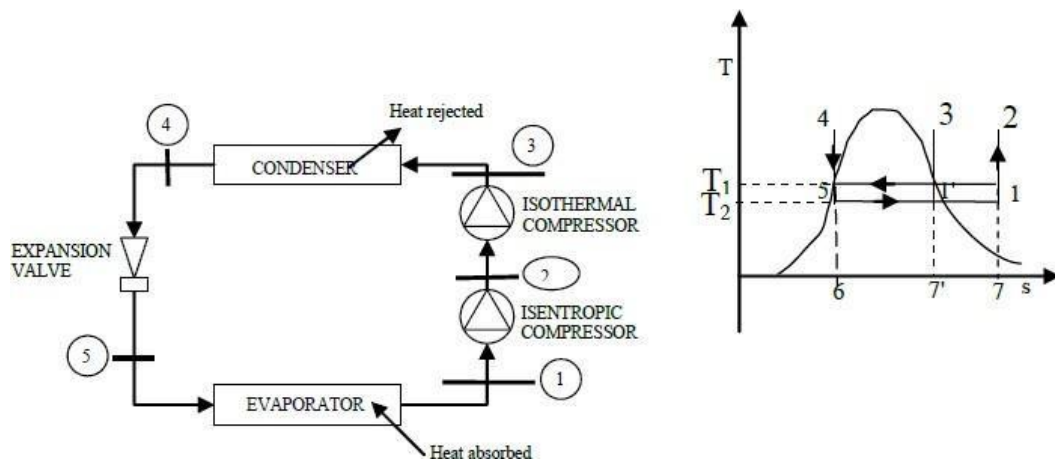 Heat rejected
4
CONDENSER
3
ISOTHERMAL
COMPRESSOR
EXPANSION
VALVE
2
ISENTROPIC
COMPRESSOR
5
1
EVAPORATOR
Heat absorbed
T
4
3
2
T1
5
1'
1
T2
6
7'
7
s